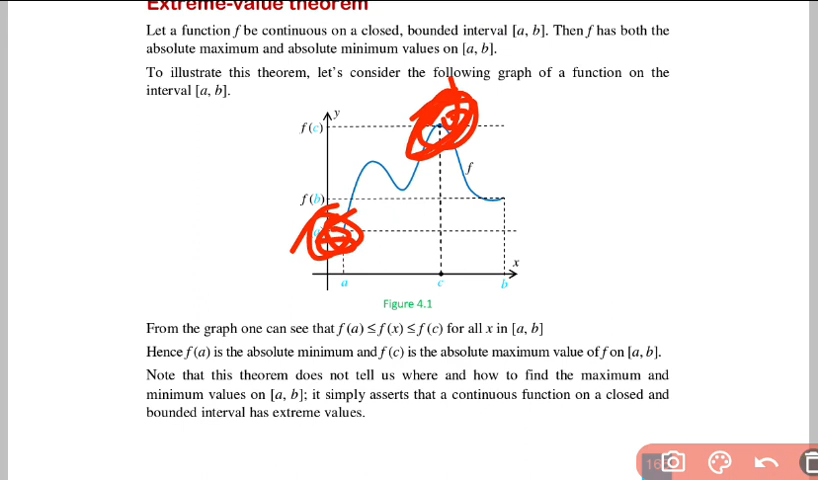 Extreme-value theorem
Let a function f be continuous on a closed, bounded interval [a, b]. Then f has both the
absolute maximum and absolute minimum values on [a, b].
To illustrate this theorem, let's consider the following graph of a function on the
interval [a, b].
y
f (c)
f
f (b)
x
a c b
Figure 4.1
From the graph one can see that f (a) ≤ f (x) ≤ f (c) for all x in [a, b]
Hence f (a) is the absolute minimum and f (c) is the absolute maximum value of f on [a, b].
Note that this theorem does not tell us where and how to find the maximum and
minimum values on [a, b]; it simply asserts that a continuous function on a closed and
bounded interval has extreme values.